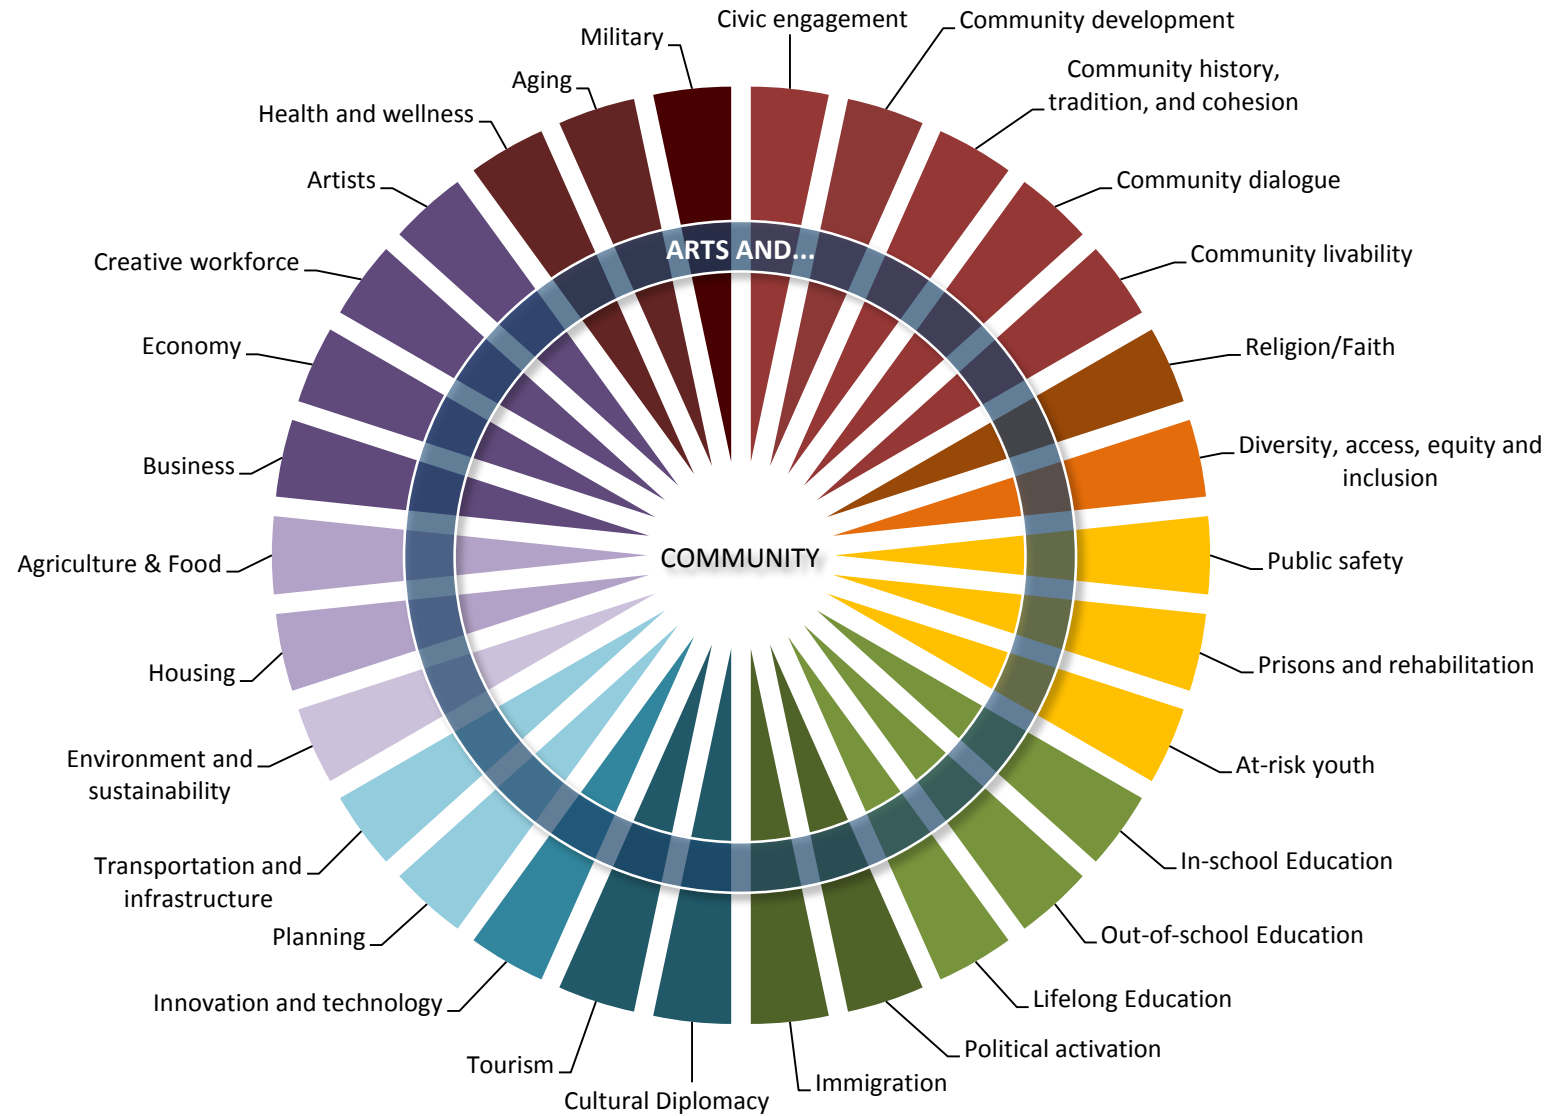 Civic engagement
Community development
Community history,
tradition, and cohesion
Community dialogue
Community livability
Religion/Faith
Diversity, access, equity and
inclusion
Public safety
Prisons and rehabilitation
At-risk youth
In-school Education
Out-of-school Education
Lifelong Education
Political activation
Immigration
Cultural Diplomacy
Tourism
Innovation and technology
Planning
Transportation and
infrastructure
Environment and
sustainability
Housing
Agriculture & Food
Business
Economy
Creative workforce
Artists
Health and wellness
Aging
Military
ARTS AND...
COMMUNITY